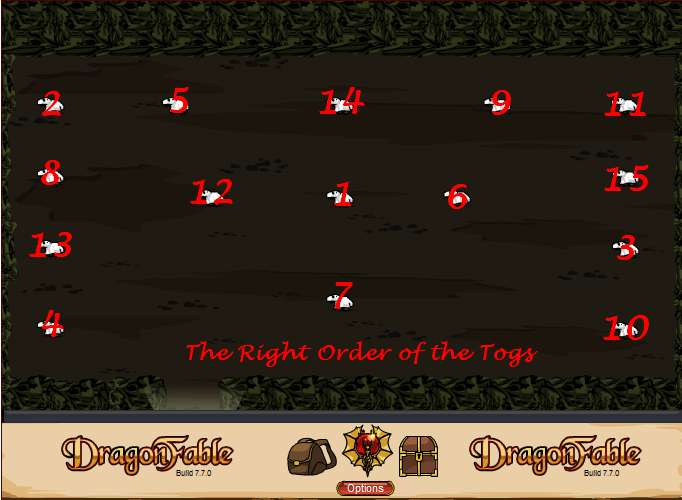 2 5 14 9 11
8 15
12 1 6
13 3
7
4 10
The Right Order of the Togs
DragonFable DragonFable
Build 7.7.0 Build 7.7.0
Options